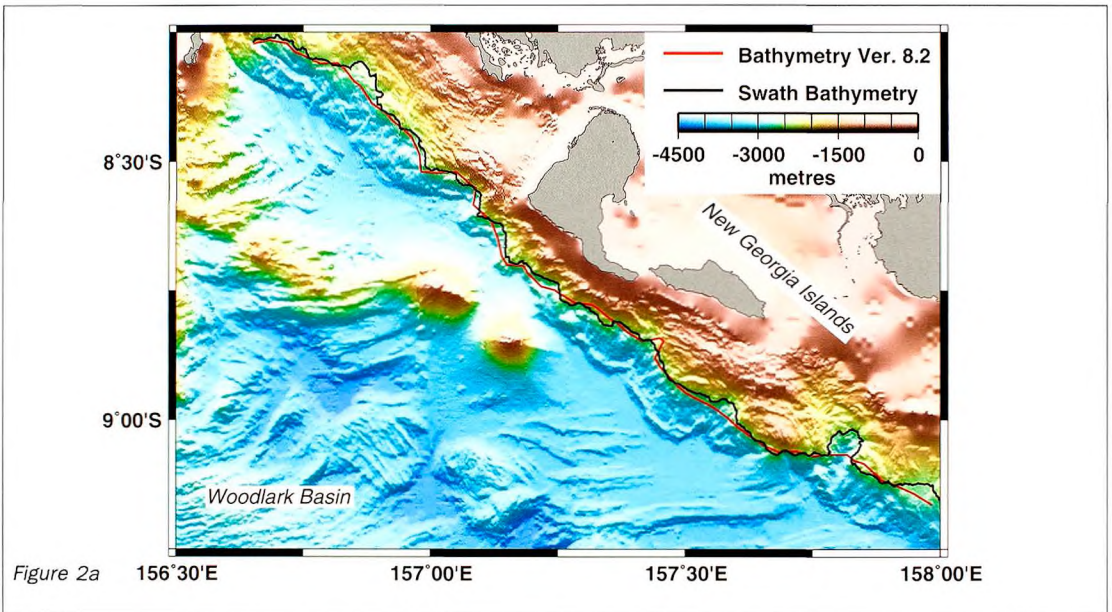 Bathymetry Ver. 8.2
Swath Bathymetry
-4500 -3000 -1500 0
metres
8°30'S
New Georgia Islands
9°00'S
Woodlark Basin
Figure 2a
156°30'E 157°00'E 157°30'E 158°00'E